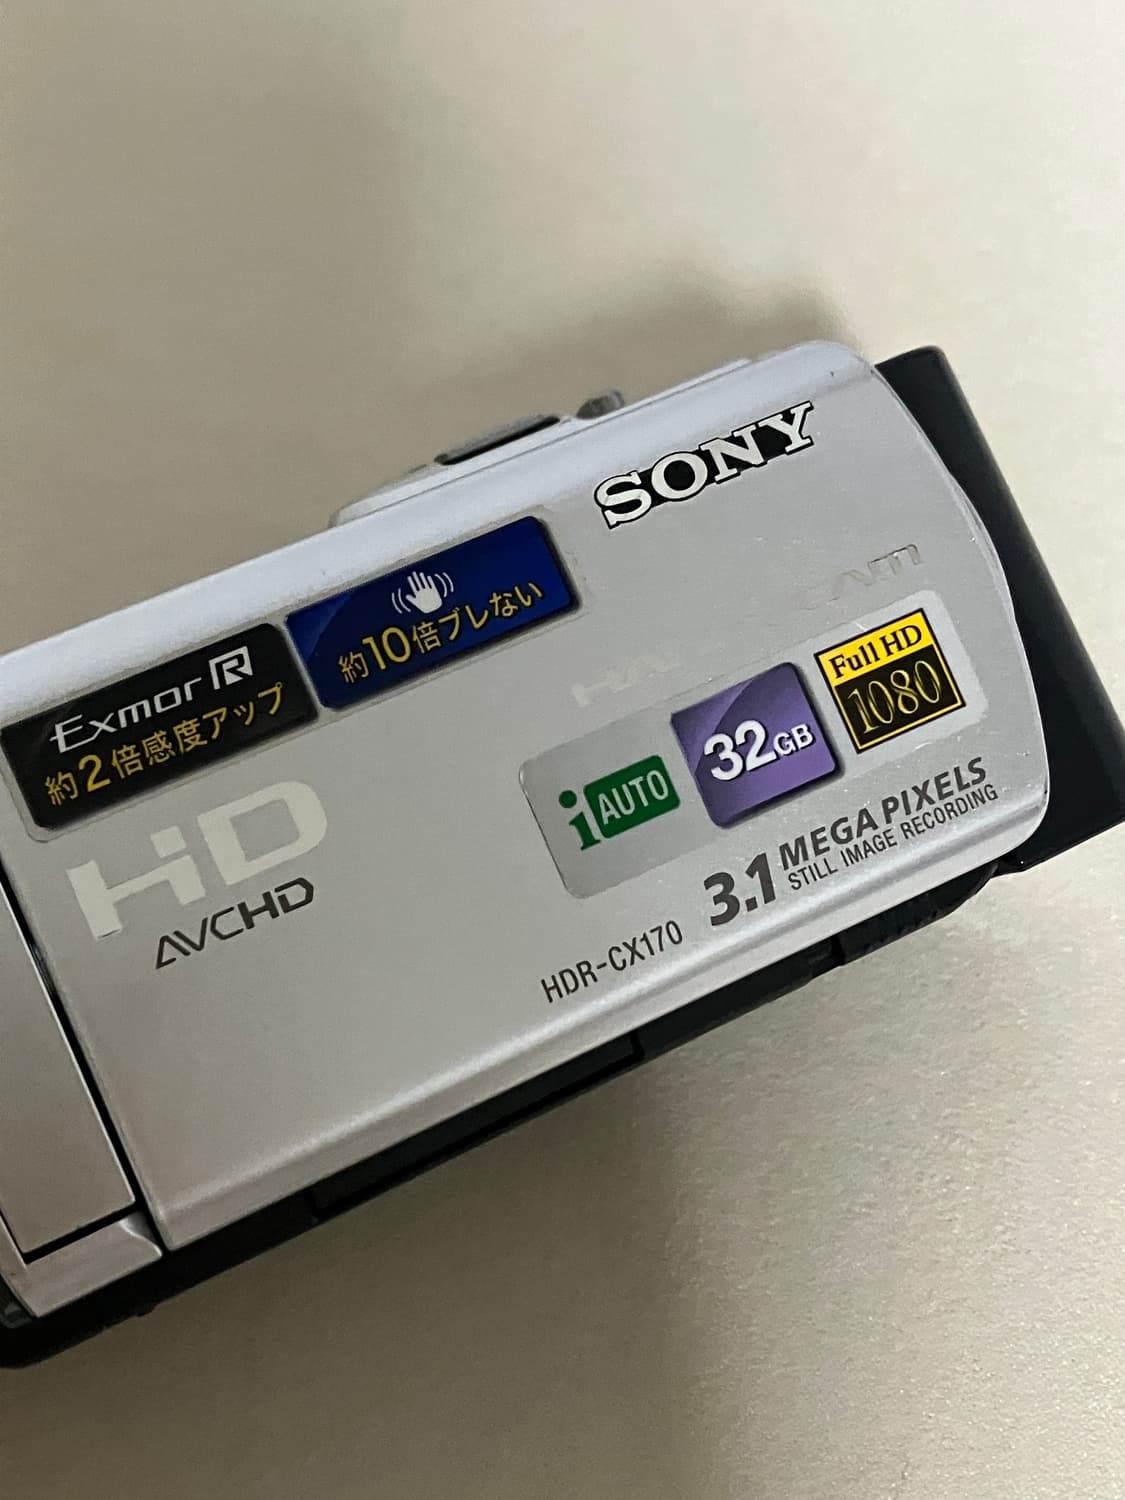 SONY
約10倍ブレない
Exmor R
約2倍感度アップ
HD
AVCHD
Full HD
1080
32GB
iAUTO
3.1 MEGA PIXELS
STILL IMAGE RECORDING
HDR-CX170